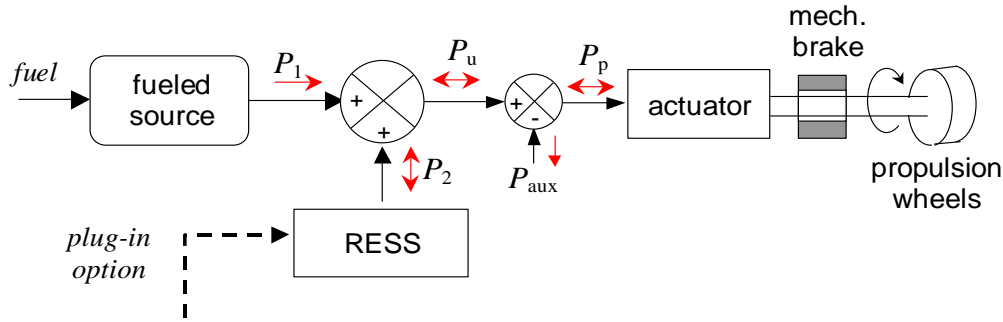 mech.
brake
fuel
fueled
source
P1
Pu
Pp
actuator
+
+
+
-
P2
Paux
propulsion
wheels
plug-in
option
RESS